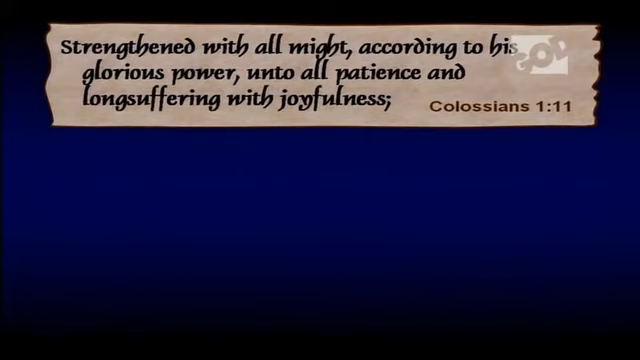 Strengthened with all might, according to his
glorious power, unto all patience and
longsuffering with joyfulness;
Colossians 1:11